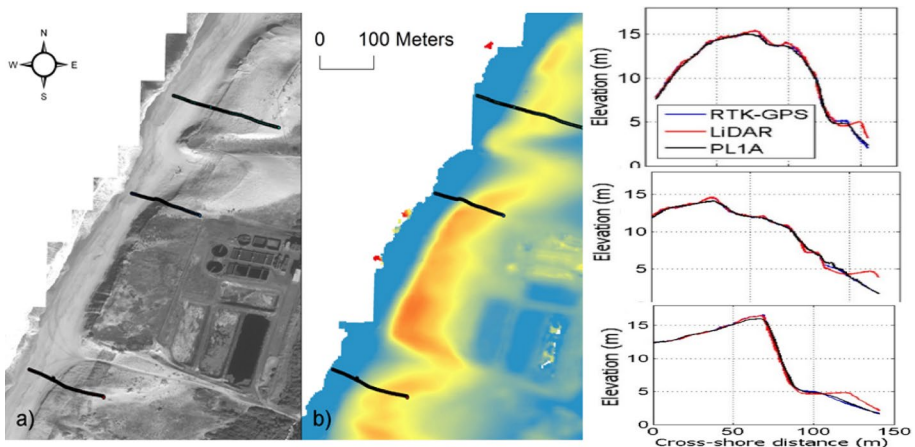 N
W E
S
a)
0 100 Meters
b)
Elevation (m)
15
10
5
0
RTK-GPS
LiDAR
PL1A
Elevation (m)
15
10
5
Elevation (m)
15
10
5
0
0 50 100 150
Cross-shore distance (m)